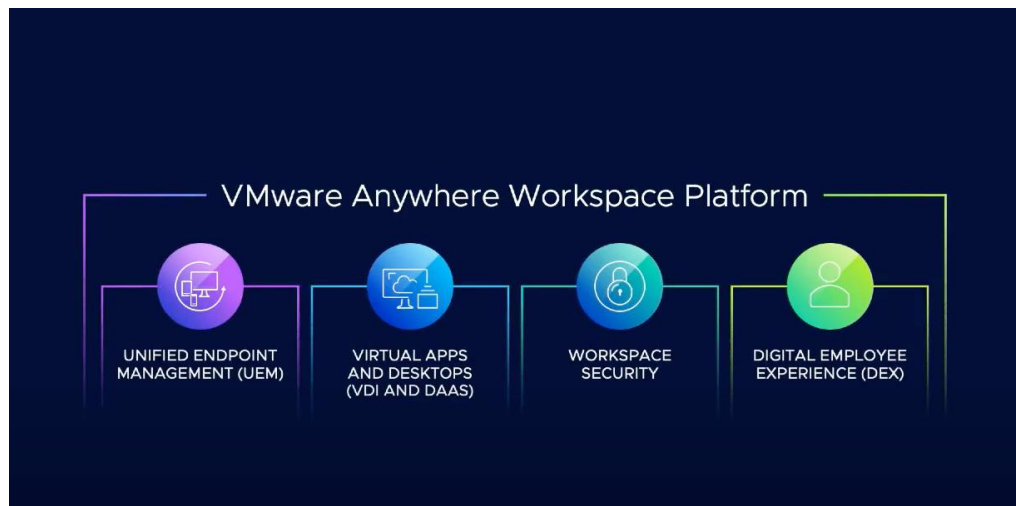 VMware Anywhere Workspace Platform
UNIFIED ENDPOINT
MANAGEMENT (UEM)
VIRTUAL APPS
AND DESKTOPS
(VDI AND DAAS)
WORKSPACE
SECURITY
DIGITAL EMPLOYEE
EXPERIENCE (DEX)